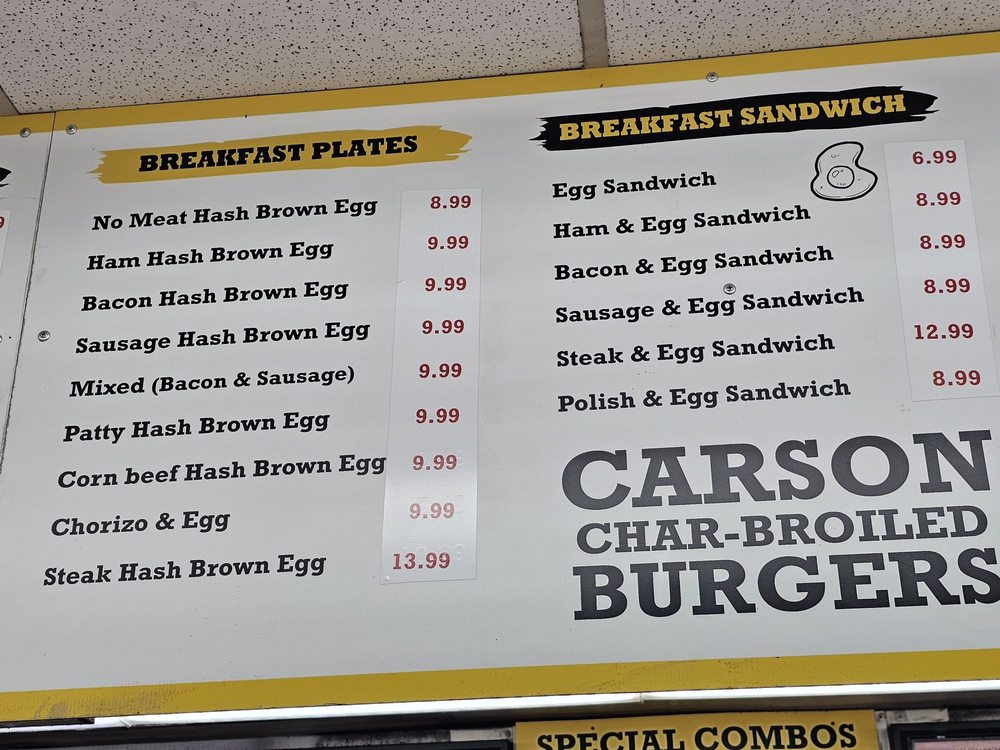 BREAKFAST PLATES
No Meat Hash Brown Egg 8.99
Ham Hash Brown Egg 9.99
Bacon Hash Brown Egg 9.99
Sausage Hash Brown Egg 9.99
Mixed (Bacon & Sausage) 9.99
Patty Hash Brown Egg 9.99
Corn beef Hash Brown Egg 9.99
Chorizo & Egg 9.99
Steak Hash Brown Egg 13.99
BREAKFAST SANDWICH
Egg Sandwich 6.99
Ham & Egg Sandwich 8.99
Bacon & Egg Sandwich 8.99
Sausage & Egg Sandwich 8.99
Steak & Egg Sandwich 12.99
Polish & Egg Sandwich 8.99
CARSON
CHAR-BROILED
BURGERS
SPECIAL COMBOS